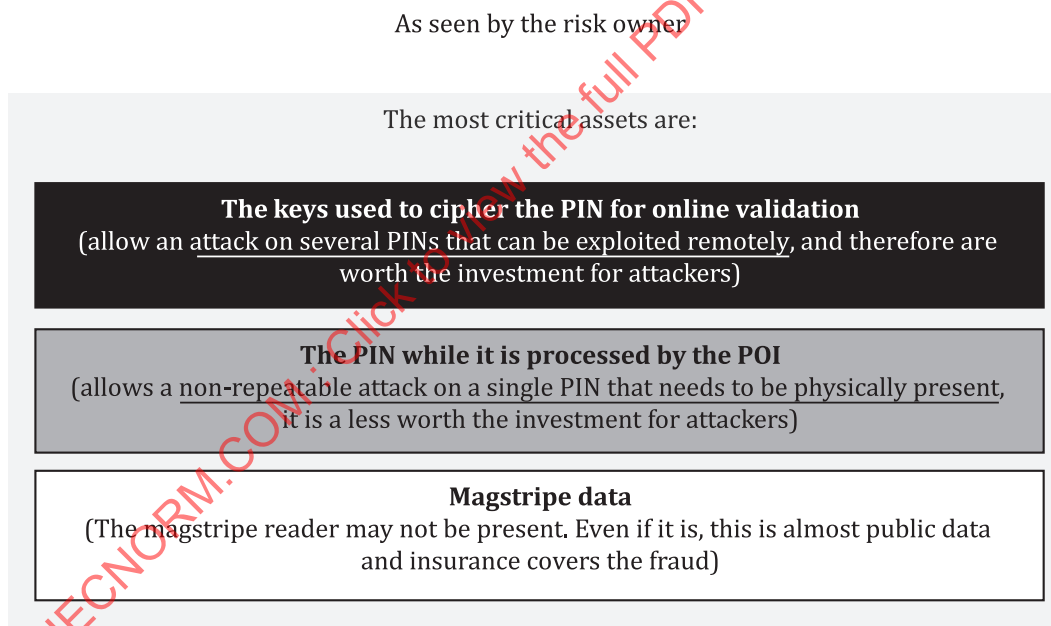 As seen by the risk owner
The most critical assets are:
The keys used to cipher the PIN for online validation
(allow an attack on several PINs that can be exploited remotely, and therefore are
worth the investment for attackers)
The PIN while it is processed by the POI
(allows a non-repeatable attack on a single PIN that needs to be physically present,
it is a less worth the investment for attackers)
Magstripe data
(The magstripe reader may not be present. Even if it is, this is almost public data
and insurance covers the fraud)
ECNORM.COM : Click to view the full PDF